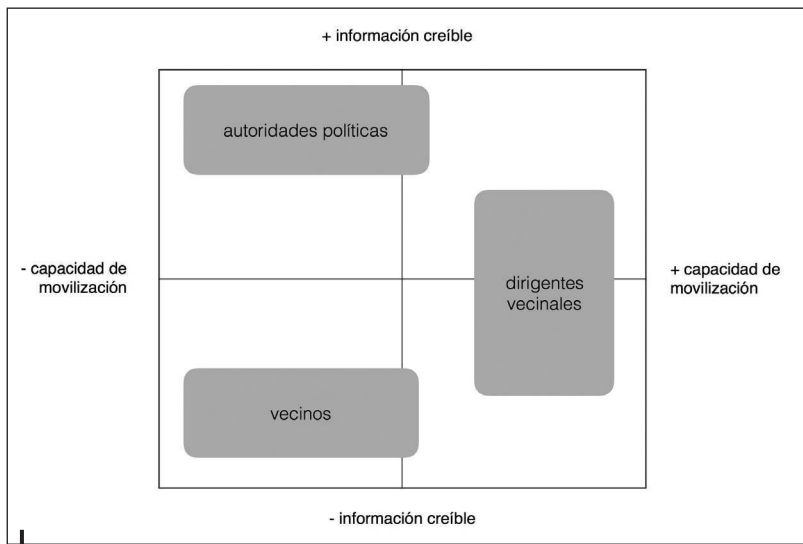 + información creíble
autoridades políticas
- capacidad de
movilización
dirigentes
vecinales
+ capacidad de
movilización
vecinos
- información creíble